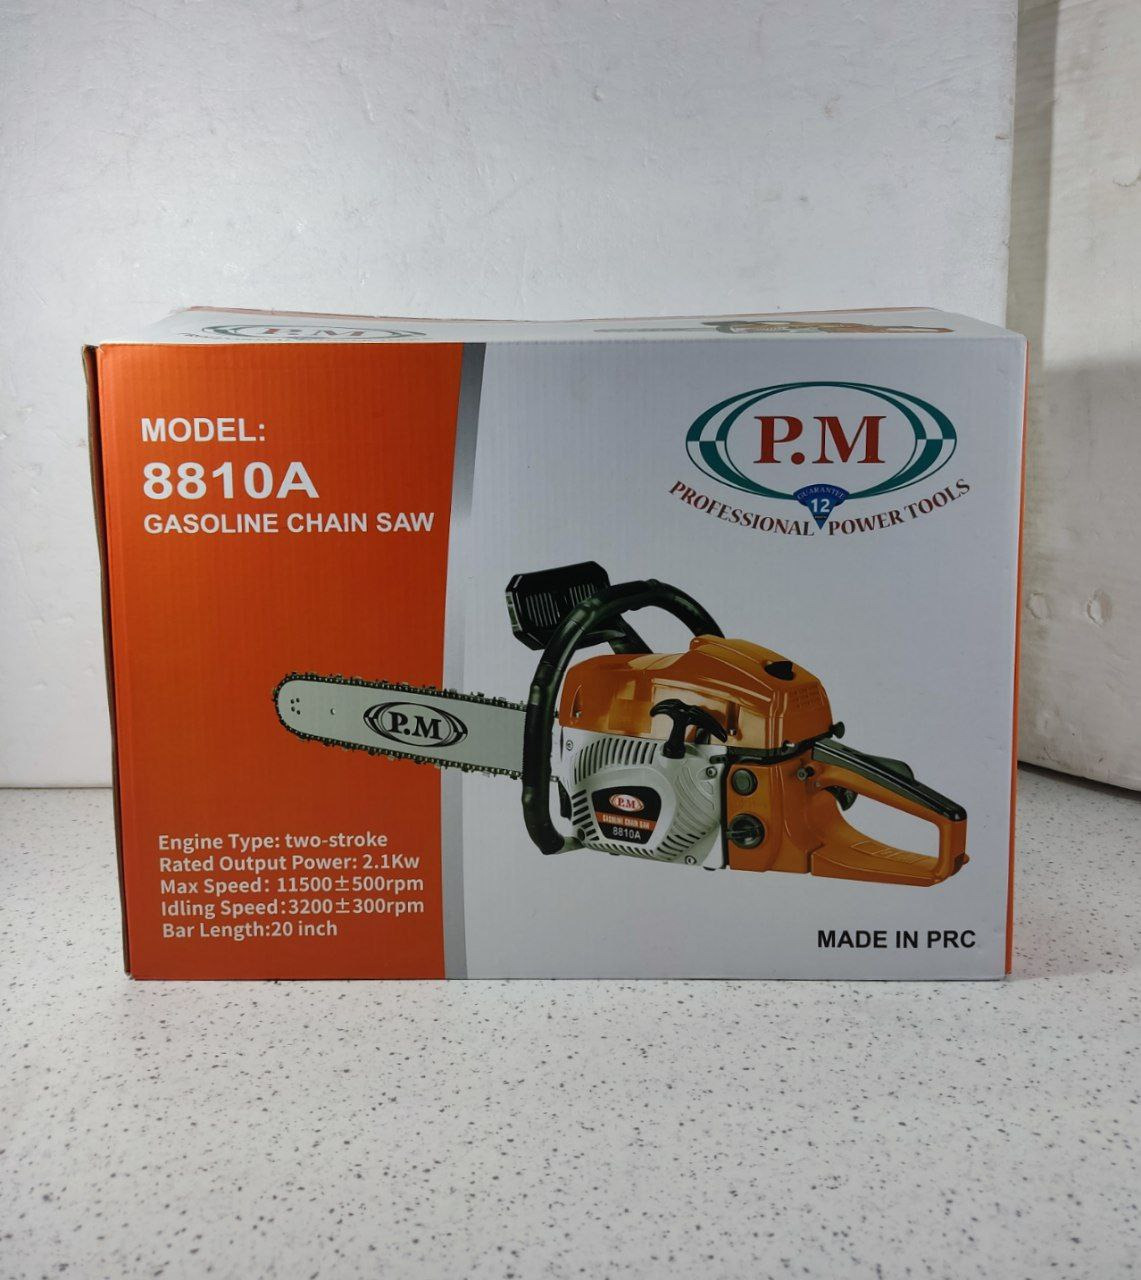 P.M
MODEL:
8810A
GASOLINE CHAIN SAW
P.M
GUARANTEE
12
PROFESSIONAL POWER TOOLS
P.M
P.M
GASOLINE CHAIN SAW
8810A
Engine Type: two-stroke
Rated Output Power: 2.1Kw
Max Speed: 11500±500rpm
Idling Speed:3200±300rpm
Bar Length:20 inch
MADE IN PRC